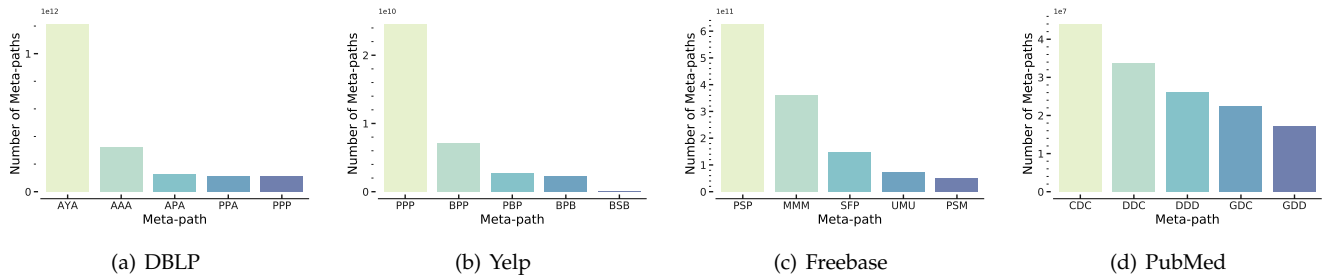 1e12
Number of Meta-paths
1
0
AYA AAA APA PPA PPP
Meta-path
(a) DBLP
1e10
Number of Meta-paths
2
1
0
PPP BPP PBP BPB BSB
Meta-path
(b) Yelp
1e11
Number of Meta-paths
6
5
4
3
2
1
0
PSP MMM SFP UMU PSM
Meta-path
(c) Freebase
1e7
Number of Meta-paths
4
3
2
1
0
CDC DDC DDD GDC GDD
Meta-path
(d) PubMed